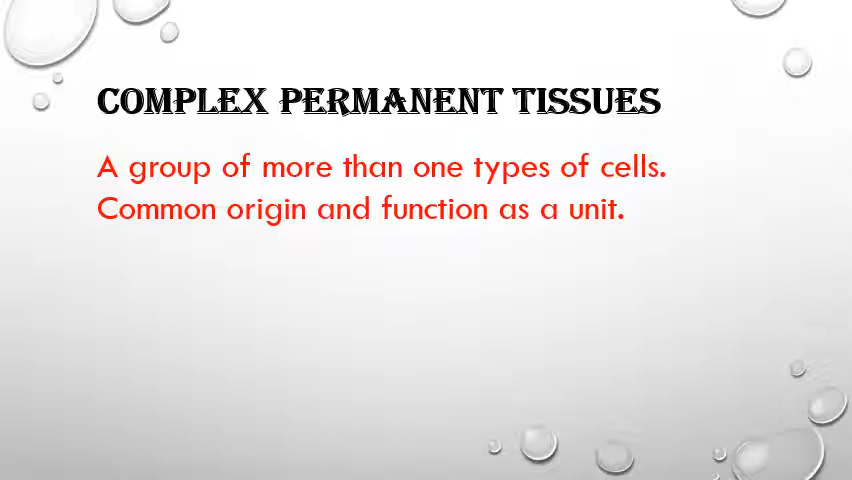 COMPLEX PERMANENT TISSUES
A group of more than one types of cells.
Common origin and function as a unit.